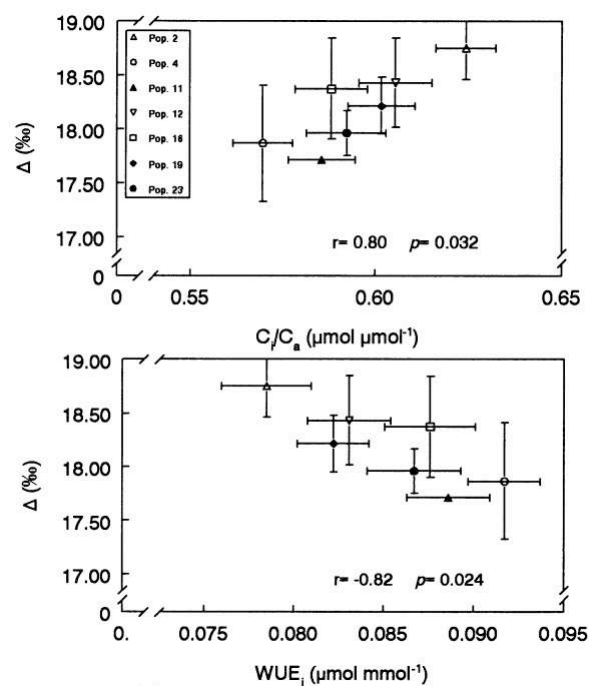 19.00
18.50
18.00
17.50
17.00
0
Δ (‰)
Pop. 2
Pop. 4
Pop. 11
Pop. 12
Pop. 16
Pop. 19
Pop. 23
r= 0.80 p= 0.032
0 0.55 0.60 0.65
Cᵢ/Cₐ (μmol μmol⁻¹)
19.00
18.50
18.00
17.50
17.00
0
Δ (‰)
r= -0.82 p= 0.024
0. 0.075 0.080 0.085 0.090 0.095
WUEᵢ (μmol mmol⁻¹)